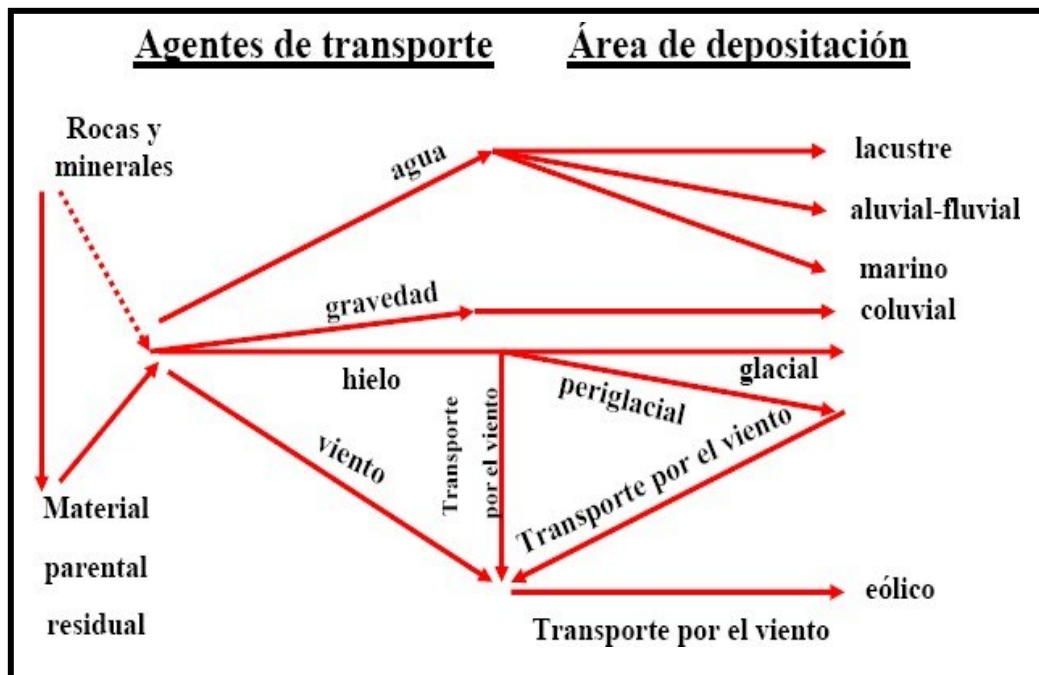 Agentes de transporte
Área de depositación
Rocas y
minerales
agua
lacustre
aluvial-fluvial
marino
gravedad
coluvial
hielo
glacial
periglacial
viento
Transporte
por el viento
Transporte por el viento
Material
parental
residual
eólico
Transporte por el viento